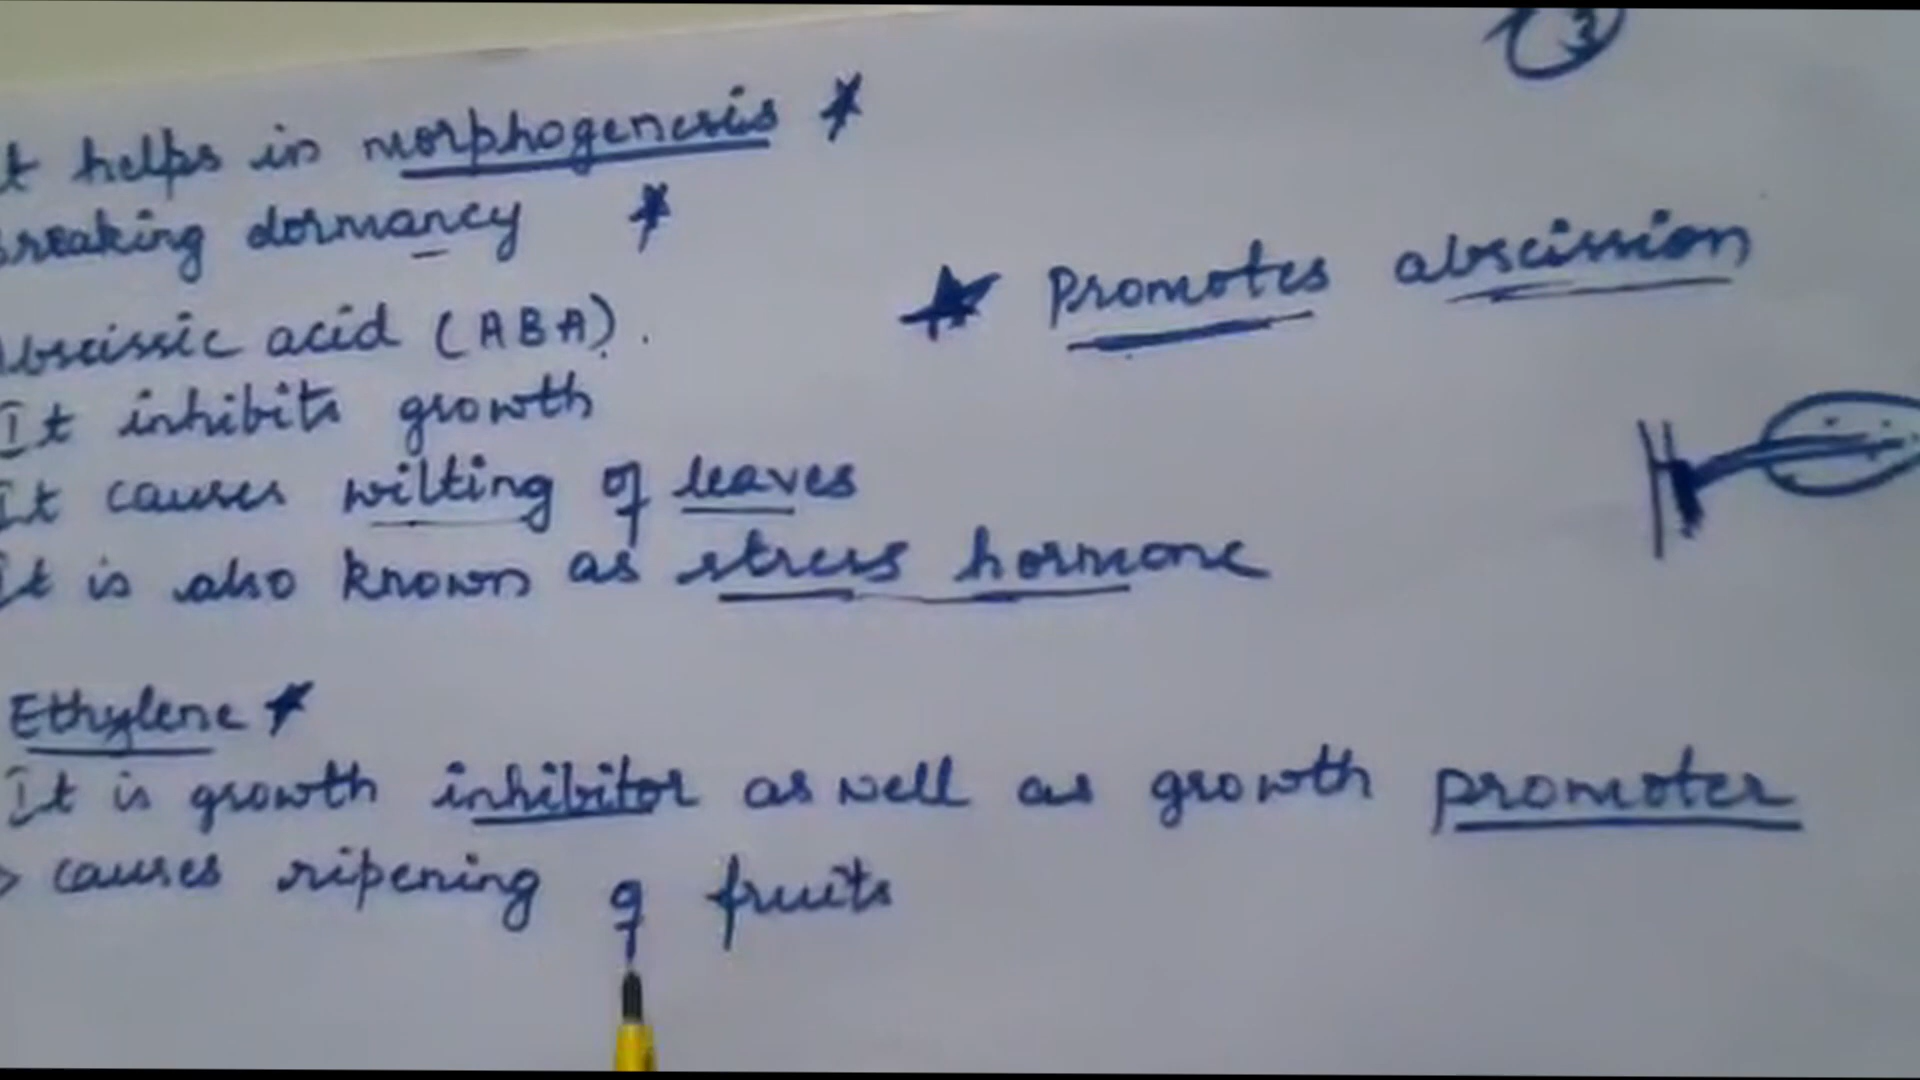 3
t helps in morphogenesis *
breaking dormancy *
* Promotes abscission
Abscissic acid (ABA).
It inhibits growth
It causes wilting of leaves
It is also known as stress hormone
Ethylene *
It is growth inhibitor as well as growth promoter
> causes ripening of fruits